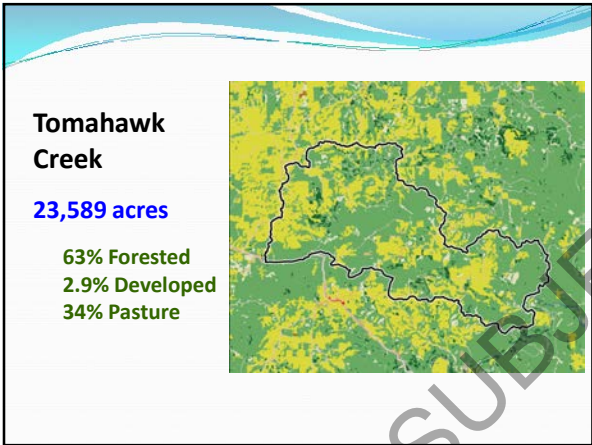 Tomahawk
Creek
23,589 acres
63% Forested
2.9% Developed
34% Pasture